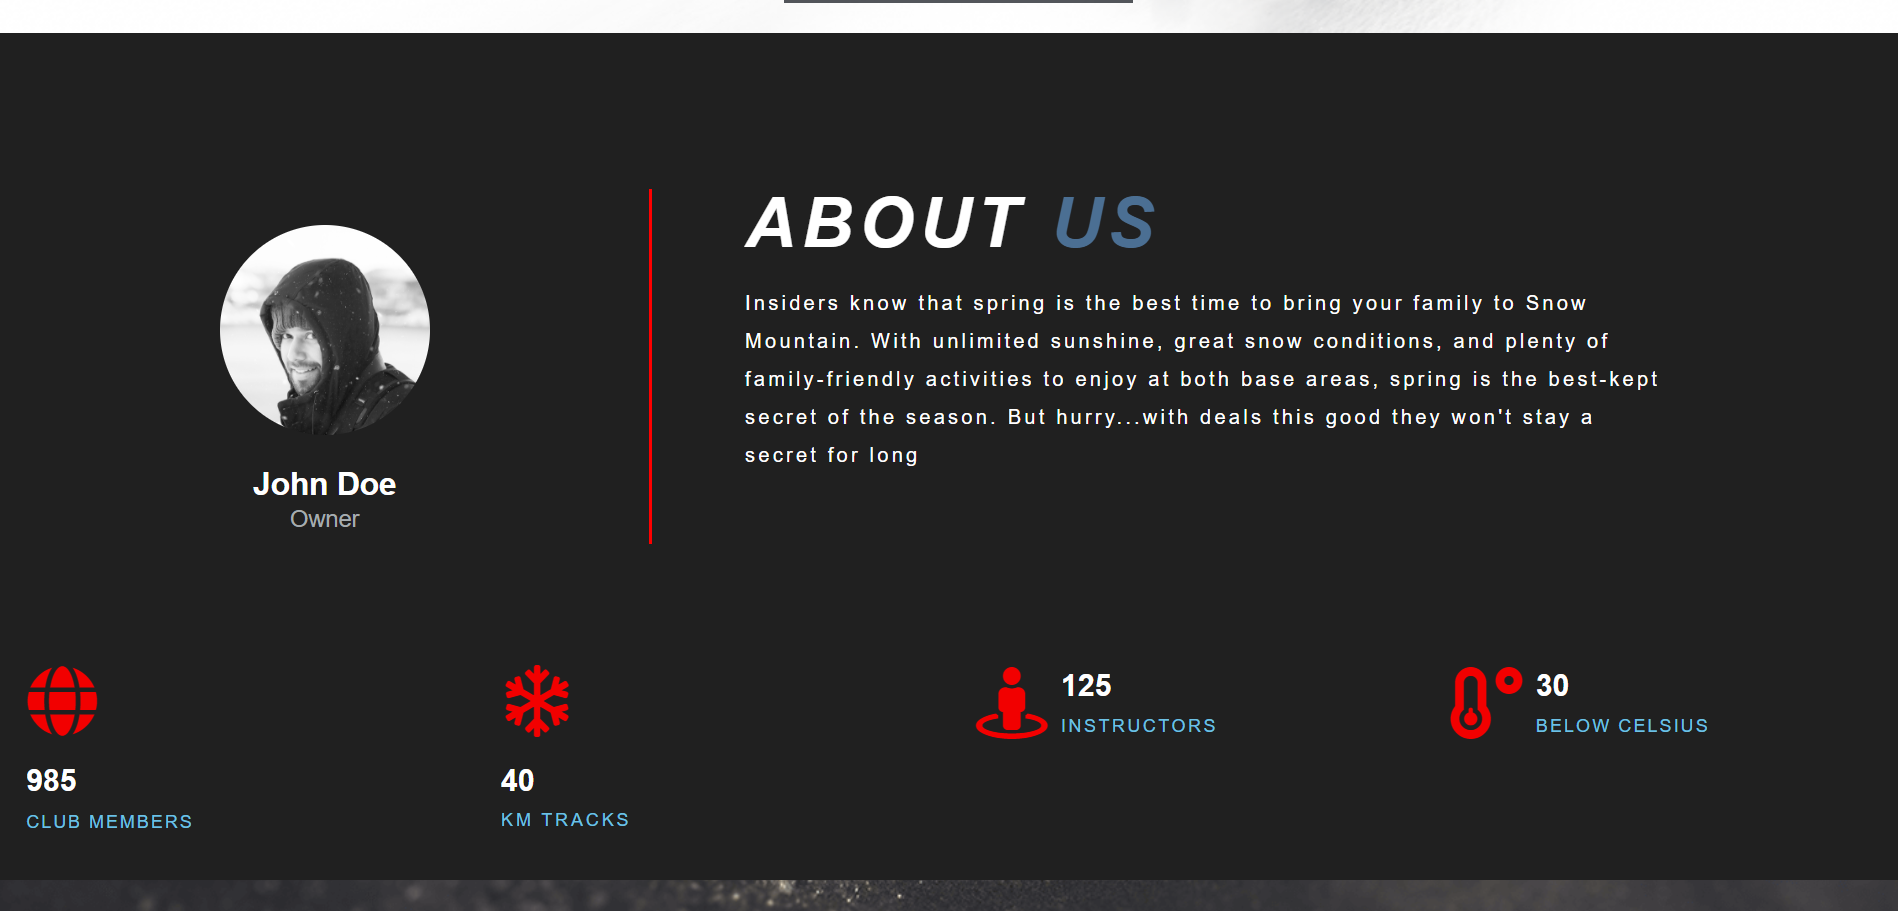 ABOUT US
Insiders know that spring is the best time to bring your family to Snow
Mountain. With unlimited sunshine, great snow conditions, and plenty of
family-friendly activities to enjoy at both base areas, spring is the best-kept
secret of the season. But hurry...with deals this good they won't stay a
secret for long
John Doe
Owner
985
CLUB MEMBERS
40
KM TRACKS
125
INSTRUCTORS
30
BELOW CELSIUS